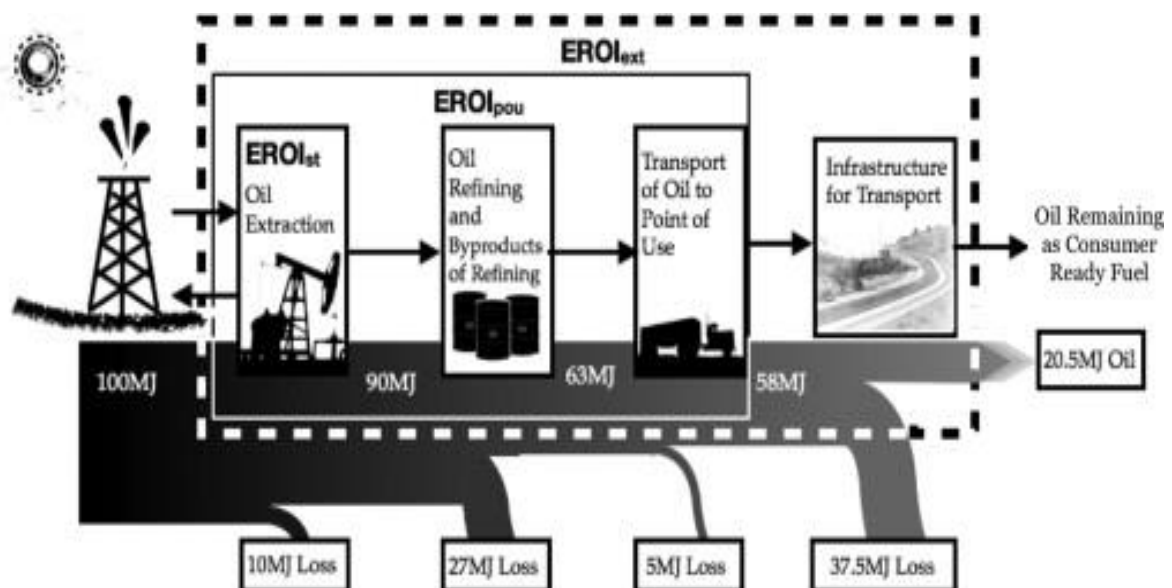 EROIext
EROIpou
EROIst
Oil
Extraction
Oil
Refining
and
Byproducts
of Refining
Transport
of Oil to
Point of
Use
Infrastructure
for Transport
Oil Remaining
as Consumer
Ready Fuel
100MJ
90MJ
63MJ
58MJ
20.5MJ Oil
10MJ Loss
27MJ Loss
5MJ Loss
37.5MJ Loss